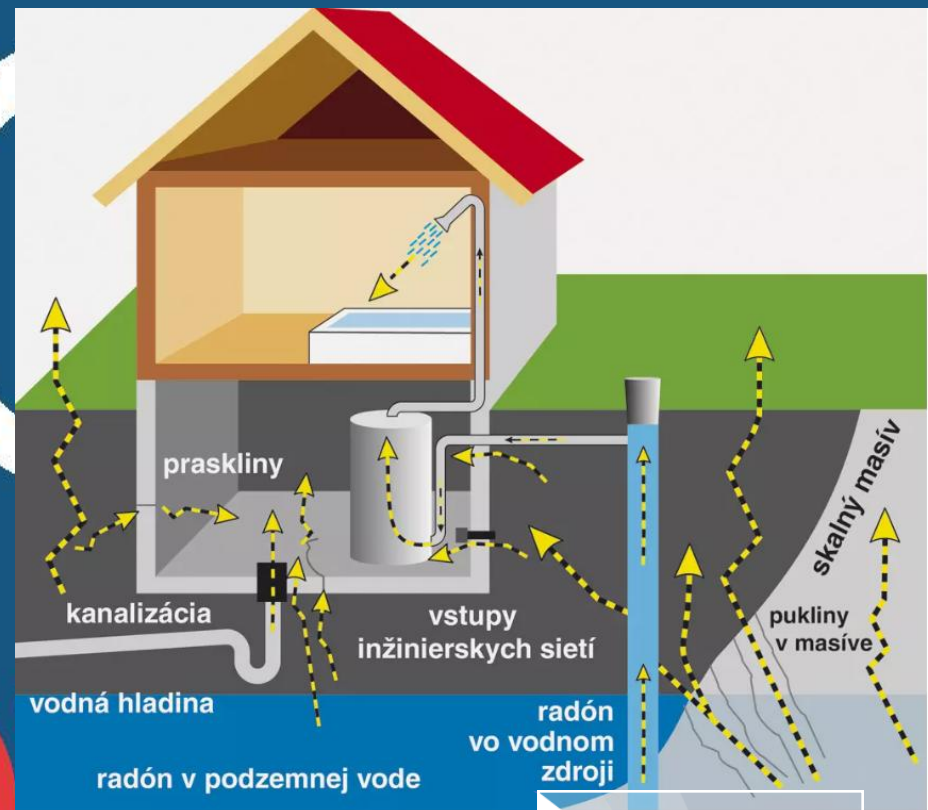 praskliny
skalný masív
kanalizácia
vstupy
inžinierskych sietí
pukliny
v masíve
vodná hladina
radón
vo vodnom
zdroji
radón v podzemnej vode